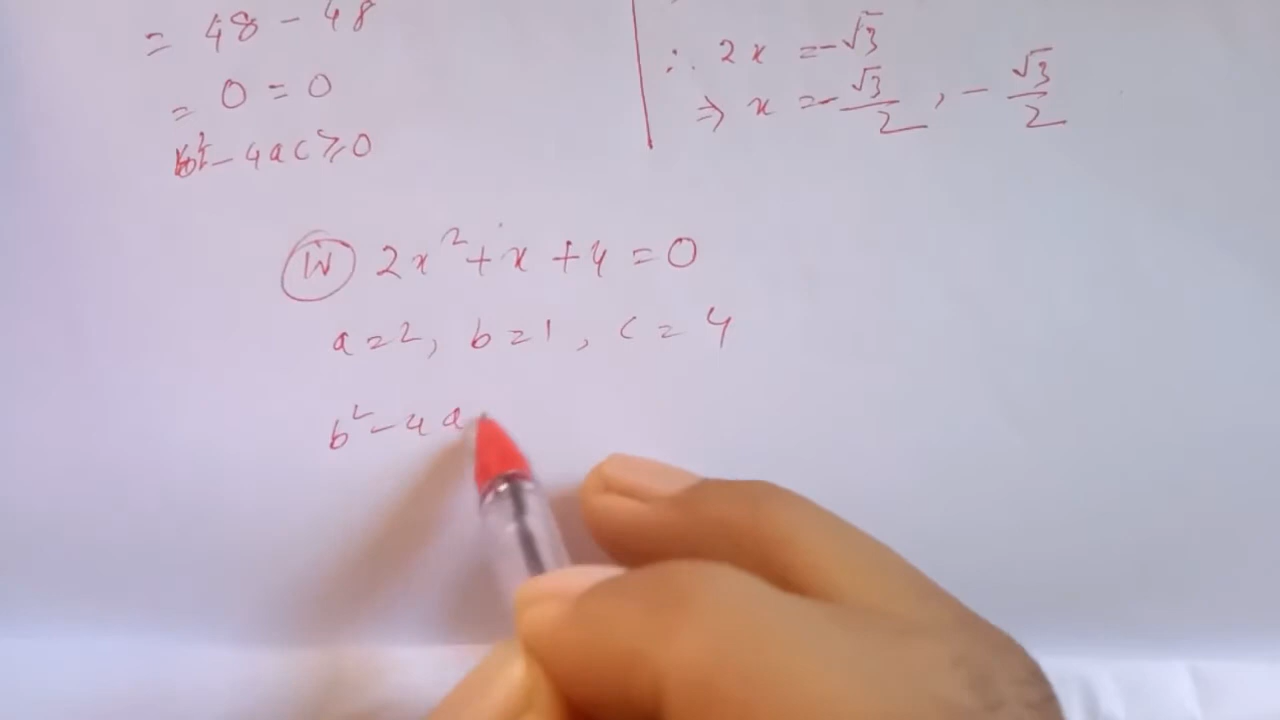 = 48 - 48
= 0 = 0
b² - 4ac ≥ 0
∴ 2x = -√3
⇒ x = -√3/2, -√3/2
(iv) 2x² + x + 4 = 0
a = 2, b = 1, c = 4
b² - 4a